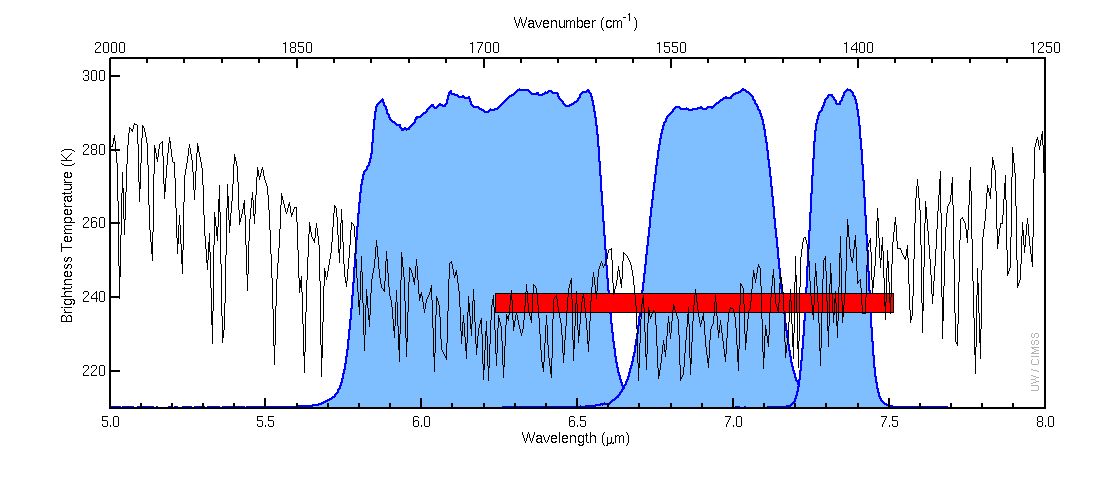 Wavenumber (cm-1)
2000 1850 1700 1550 1400 1250
Brightness Temperature (K)
300
280
260
240
220
UW / CIMSS
5.0 5.5 6.0 6.5 7.0 7.5 8.0
Wavelength (μm)